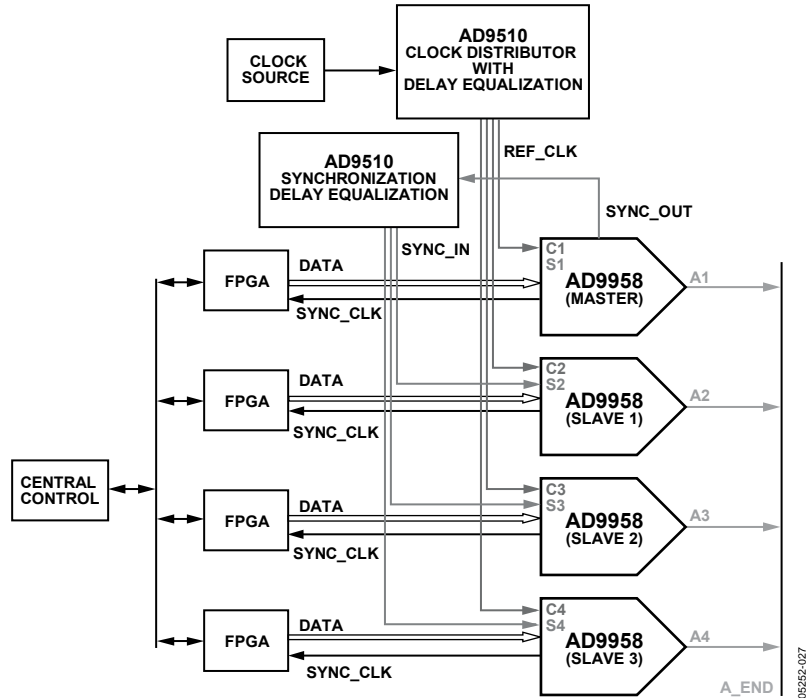 AD9510
CLOCK DISTRIBUTOR
WITH
DELAY EQUALIZATION
CLOCK
SOURCE
REF_CLK
AD9510
SYNCHRONIZATION
DELAY EQUALIZATION
SYNC_OUT
SYNC_IN
C1
S1
FPGA
DATA
SYNC_CLK
AD9958
(MASTER)
A1
C2
S2
FPGA
DATA
SYNC_CLK
AD9958
(SLAVE 1)
A2
CENTRAL
CONTROL
C3
S3
FPGA
DATA
SYNC_CLK
AD9958
(SLAVE 2)
A3
C4
S4
FPGA
DATA
SYNC_CLK
AD9958
(SLAVE 3)
A4
A_END
05252-027